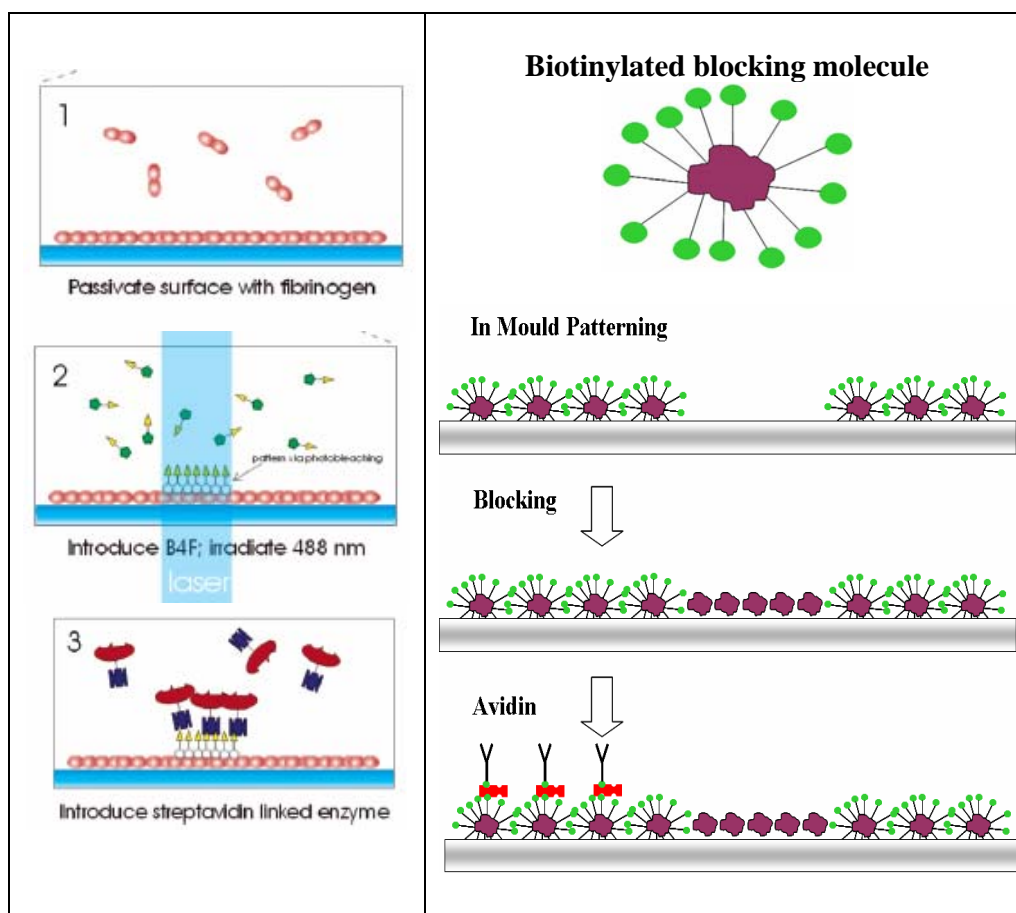 1
Passivate surface with fibrinogen
2
pattern via photobleaching
Introduce B4F; irradiate 488 nm
laser
3
Introduce streptavidin linked enzyme
Biotinylated blocking molecule
In Mould Patterning
Blocking
Avidin